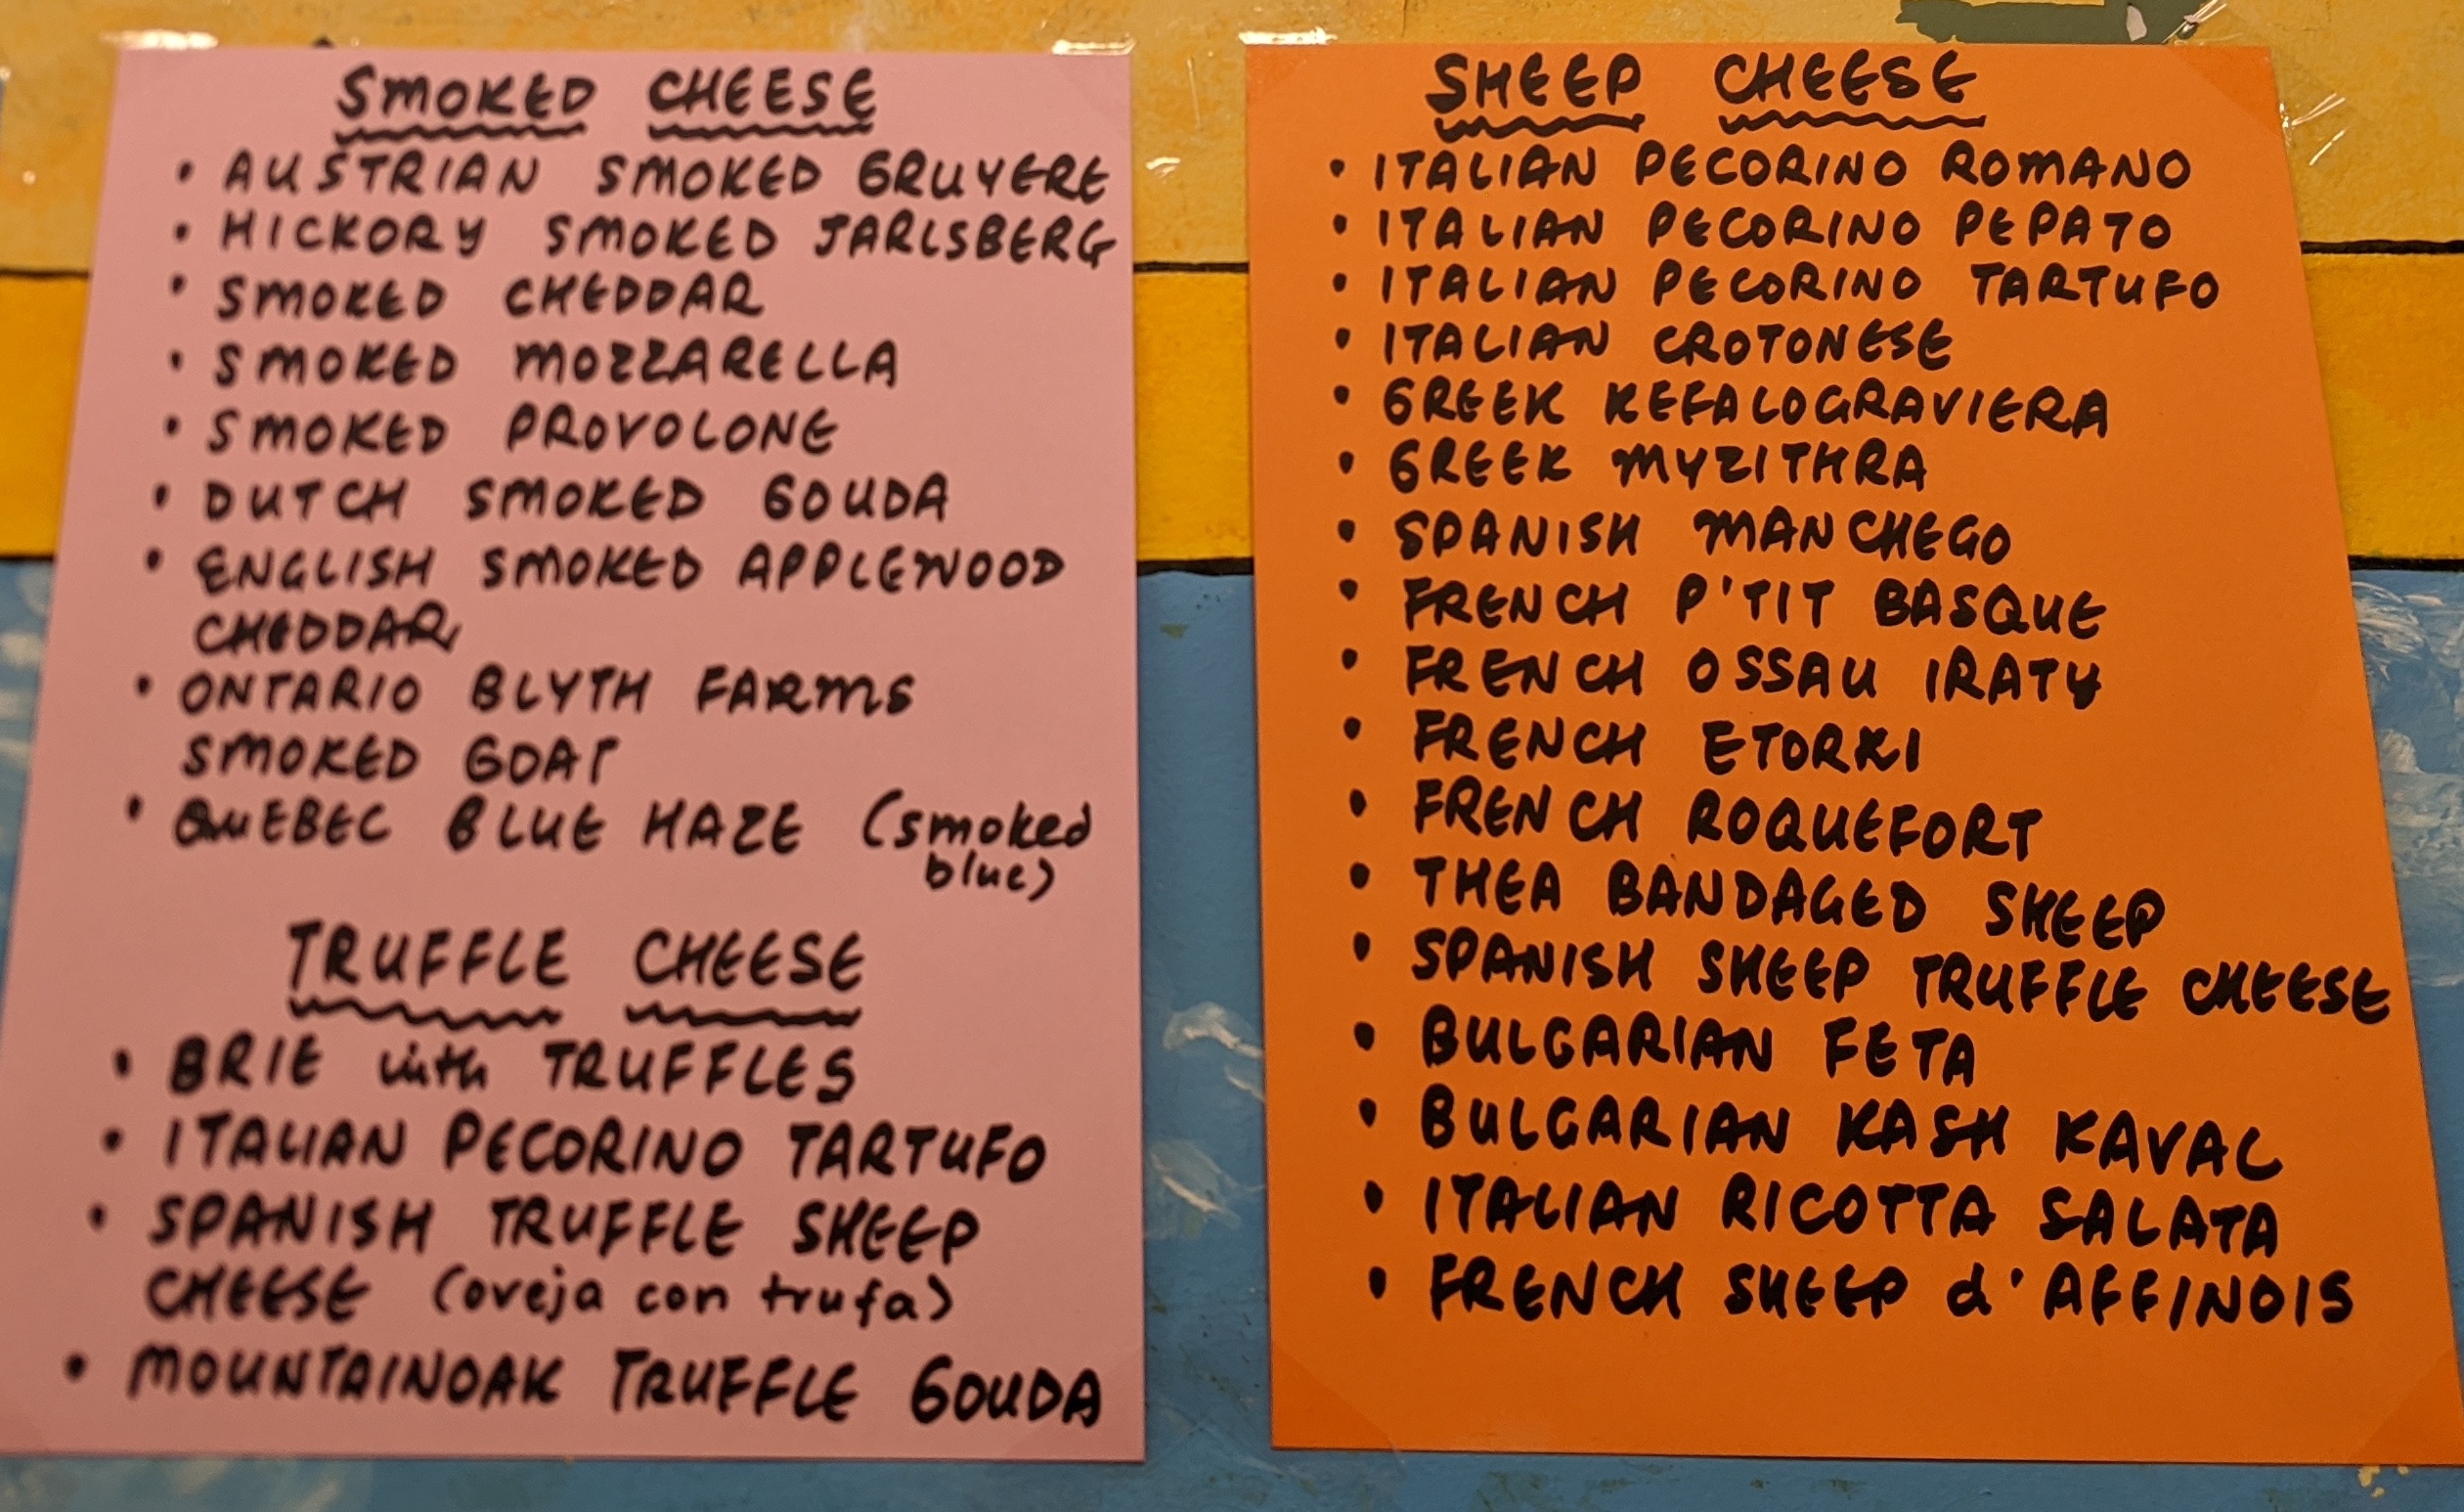 SMOKED CHEESE
• AUSTRIAN SMOKED GRUYERE
• HICKORY SMOKED JARLSBERG
• SMOKED CHEDDAR
• SMOKED MOZZARELLA
• SMOKED PROVOLONE
• DUTCH SMOKED GOUDA
• ENGLISH SMOKED APPLEWOOD
CHEDDAR
• ONTARIO BLYTH FARMS
SMOKED GOAT
• QUEBEC BLUE HAZE (smoked
blue)
TRUFFLE CHEESE
• BRIE with TRUFFLES
• ITALIAN PECORINO TARTUFO
• SPANISH TRUFFLE SHEEP
CHEESE (oveja con trufa)
• MOUNTAINOAK TRUFFLE GOUDA
SHEEP CHEESE
• ITALIAN PECORINO ROMANO
• ITALIAN PECORINO PEPATO
• ITALIAN PECORINO TARTUFO
• ITALIAN CROTONESE
• GREEK KEFALOGRAVIERA
• GREEK MYZITHRA
• SPANISH MANCHEGO
• FRENCH P'TIT BASQUE
• FRENCH OSSAU IRATY
• FRENCH ETORKI
• FRENCH ROQUEFORT
• THEA BANDAGED SHEEP
• SPANISH SHEEP TRUFFLE CHEESE
• BULGARIAN FETA
• BULGARIAN KASH KAVAL
• ITALIAN RICOTTA SALATA
• FRENCH SHEEP d'AFFINOIS